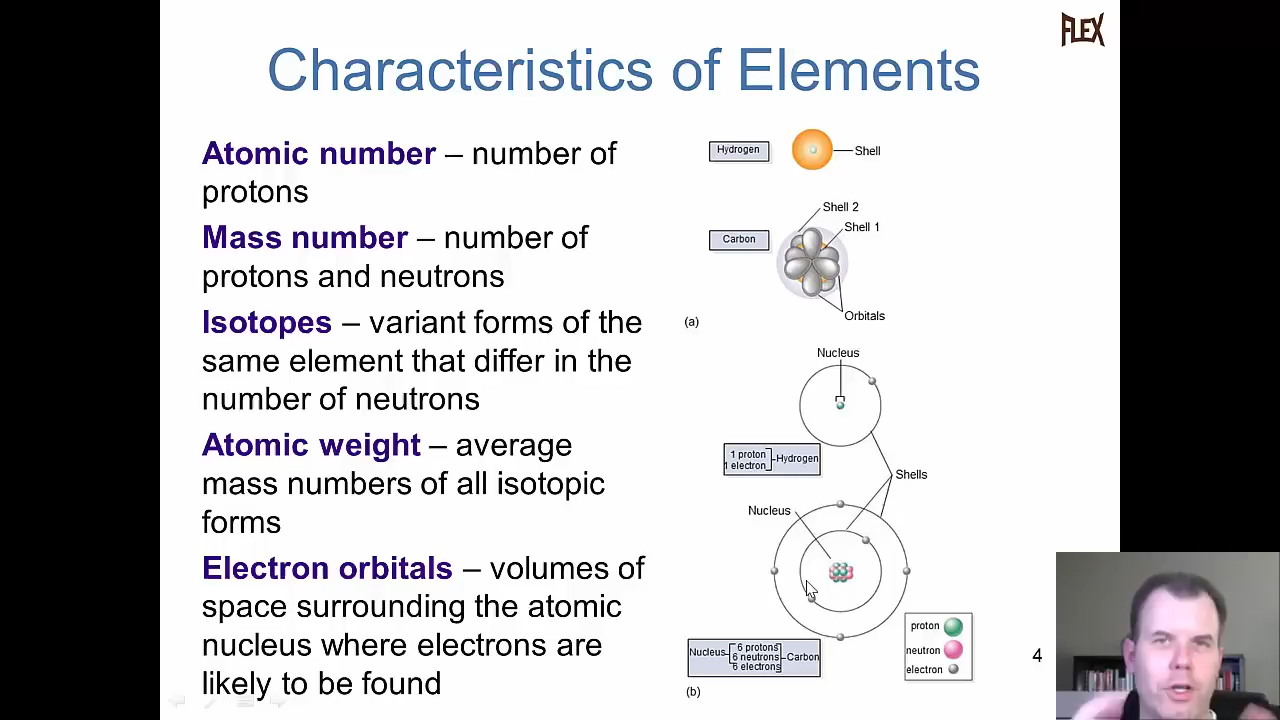 FLEX
Characteristics of Elements
Atomic number – number of
protons
Mass number – number of
protons and neutrons
Isotopes – variant forms of the
same element that differ in the
number of neutrons
Atomic weight – average
mass numbers of all isotopic
forms
Electron orbitals – volumes of
space surrounding the atomic
nucleus where electrons are
likely to be found
Hydrogen
Shell
Shell 2
Shell 1
Carbon
Orbitals
(a)
Nucleus
1 proton
1 electron
Hydrogen
Shells
Nucleus
Nucleus
6 protons
6 neutrons
6 electrons
Carbon
(b)
proton
neutron
electron
4